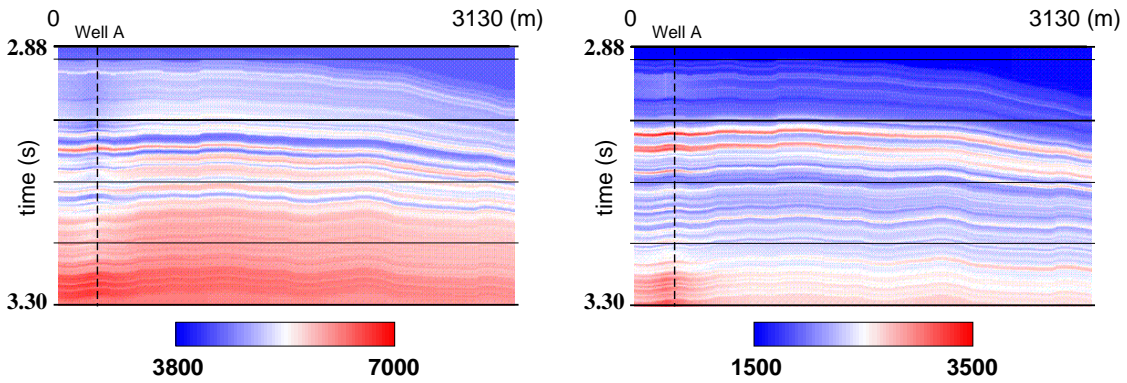 0 3130 (m) 0 3130 (m)
Well A Well A
2.88 2.88
time (s) time (s)
3.30 3.30
3800 7000 1500 3500